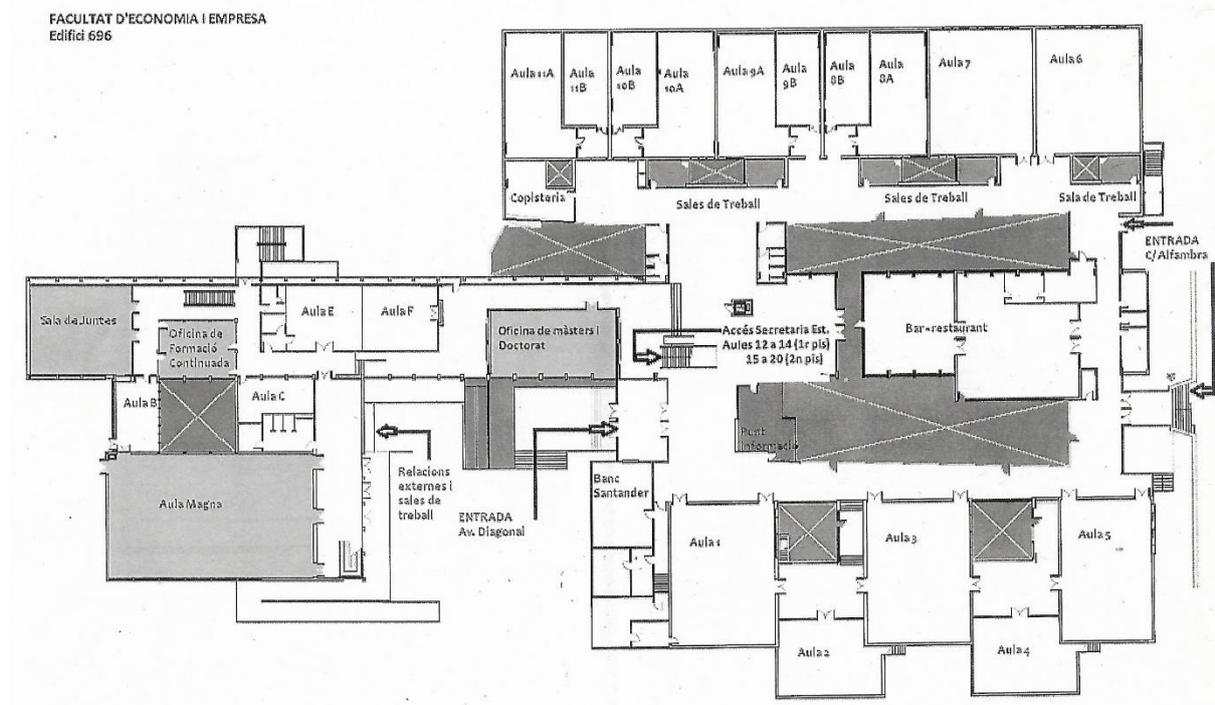 FACULTAT D'ECONOMIA I EMPRESA
Edifici 696
Aula 11A
Aula
11B
Aula
10B
Aula
10A
Aula 9A
Aula
9B
Aula
8B
Aula
8A
Aula 7
Aula 6
Copisteria
Sales de Treball
Sales de Treball
Sala de Treball
ENTRADA
C/ Alfambra
Sala de Juntes
Oficina de
Formació
Continuada
Aula E
Aula F
Oficina de màsters i
Doctorat
Accés Secretaria Est.
Aules 12 a 14 (1r pis)
15 a 20 (2n pis)
Bar-restaurant
Aula B
Aula C
Punt
Informació
Relacions
externes i
sales de
treball
ENTRADA
Av. Diagonal
Banc
Santander
Aula Magna
Aula 1
Aula 3
Aula 5
Aula 2
Aula 4